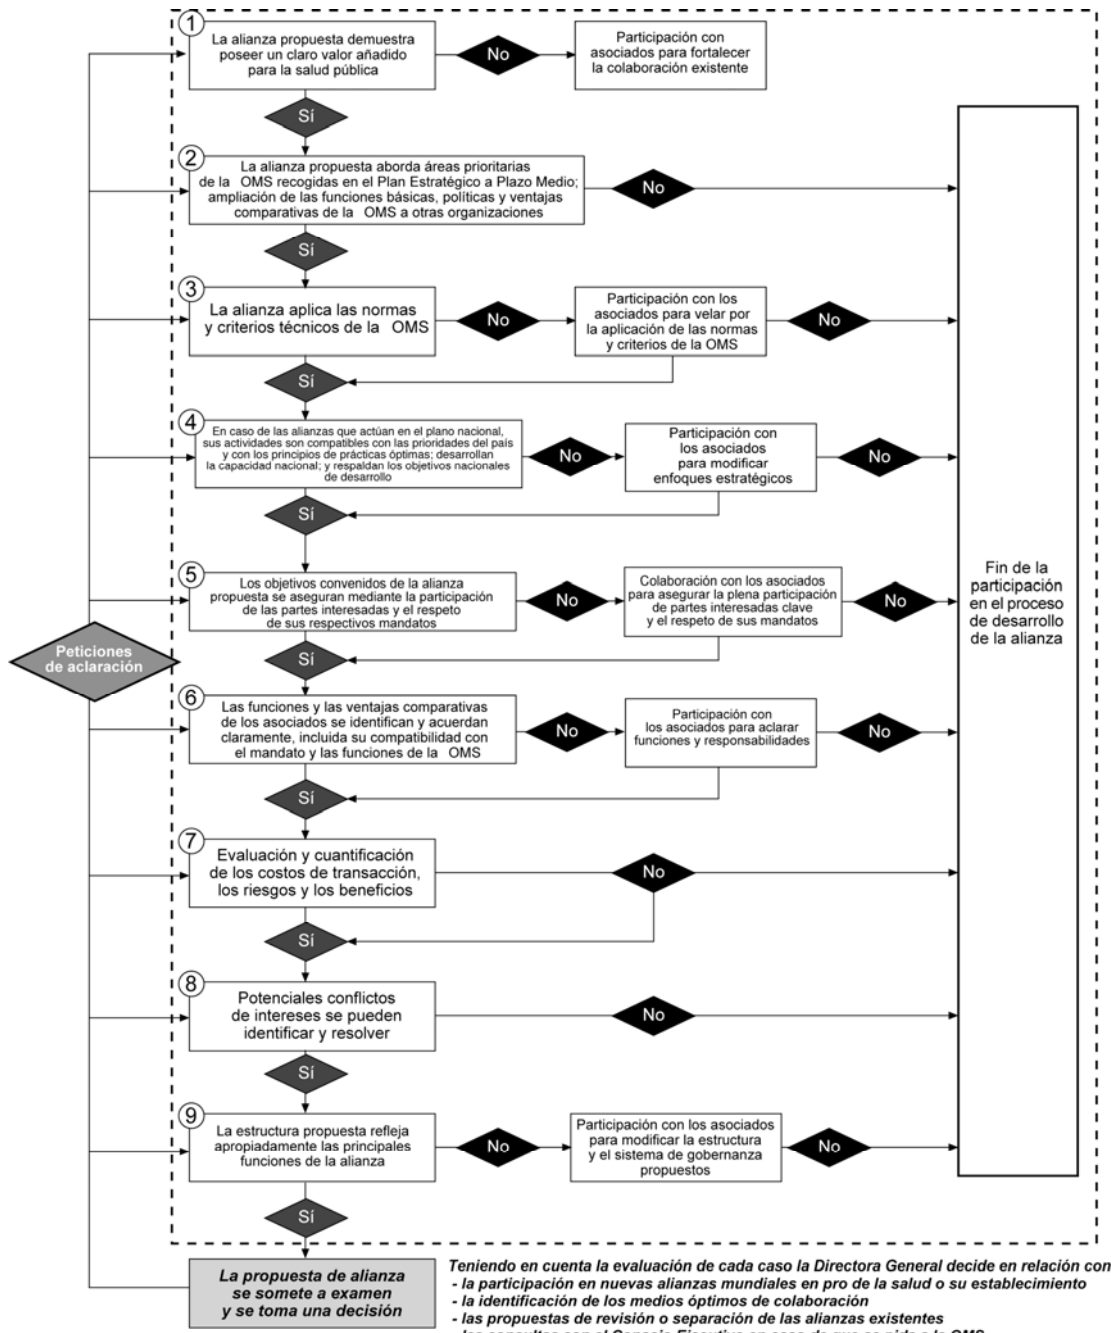 1
La alianza propuesta demuestra
poseer un claro valor añadido
para la salud pública
No
Participación con
asociados para fortalecer
la colaboración existente
Sí
2
La alianza propuesta aborda áreas prioritarias
de la OMS recogidas en el Plan Estratégico a Plazo Medio;
ampliación de las funciones básicas, políticas y ventajas
comparativas de la OMS a otras organizaciones
No
Sí
3
La alianza aplica las normas
y criterios técnicos de la OMS
No
Participación con los
asociados para velar por
la aplicación de las normas
y criterios de la OMS
No
Sí
4
En caso de las alianzas que actúan en el plano nacional,
sus actividades son compatibles con las prioridades del país
y con los principios de prácticas óptimas; desarrollan
la capacidad nacional; y respaldan los objetivos nacionales
de desarrollo
No
Participación con
los asociados
para modificar
enfoques estratégicos
No
Sí
5
Los objetivos convenidos de la alianza
propuesta se aseguran mediante la participación
de las partes interesadas y el respeto
de sus respectivos mandatos
No
Colaboración con los asociados
para asegurar la plena participación
de partes interesadas clave
y el respeto de sus mandatos
No
Fin de la
participación
en el proceso
de desarrollo
de la alianza
Peticiones
de aclaración
Sí
6
Las funciones y las ventajas comparativas
de los asociados se identifican y acuerdan
claramente, incluida su compatibilidad con
el mandato y las funciones de la OMS
No
Participación con
los asociados para aclarar
funciones y responsabilidades
No
Sí
7
Evaluación y cuantificación
de los costos de transacción,
los riesgos y los beneficios
No
Sí
8
Potenciales conflictos
de intereses se pueden
identificar y resolver
No
Sí
9
La estructura propuesta refleja
apropiadamente las principales
funciones de la alianza
No
Participación con los asociados
para modificar la estructura
y el sistema de gobernanza
propuestos
No
Sí
La propuesta de alianza
se somete a examen
y se toma una decisión
Teniendo en cuenta la evaluación de cada caso la Directora General decide en relación con
- la participación en nuevas alianzas mundiales en pro de la salud o su establecimiento
- la identificación de los medios óptimos de colaboración
- las propuestas de revisión o separación de las alianzas existentes